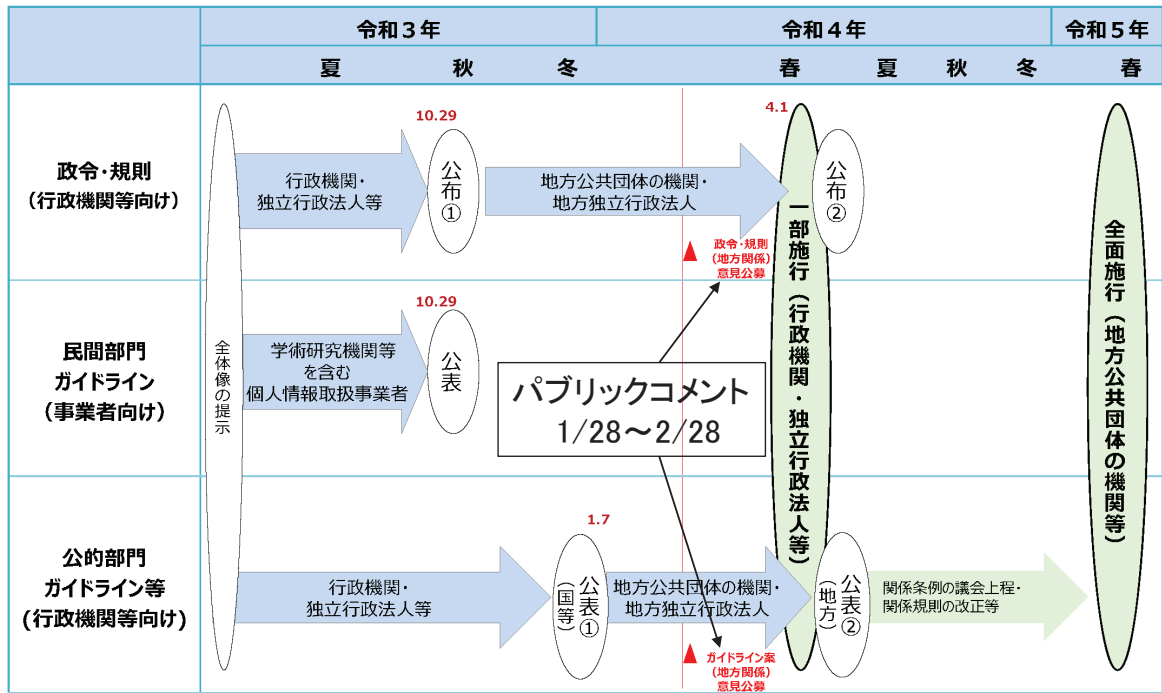 令和３年
令和４年
令和５年
夏
秋
冬
春
夏
秋
冬
春
政令・規則
(行政機関等向け)
10.29
4.1
行政機関・
独立行政法人等
公布①
地方公共団体の機関・
地方独立行政法人
公布②
政令・規則
(地方関係)
意見公募
民間部門
ガイドライン
(事業者向け)
全体像の提示
10.29
学術研究機関等
を含む
個人情報取扱事業者
公表
パブリックコメント
1/28～2/28
一部施行（行政機関・独立行政法人等）
全面施行（地方公共団体の機関等）
公的部門
ガイドライン等
(行政機関等向け)
1.7
行政機関・
独立行政法人等
公表①
(国等)
地方公共団体の機関・
地方独立行政法人
公表②
(地方)
関係条例の議会上程・
関係規則の改正等
ガイドライン案
(地方関係)
意見公募